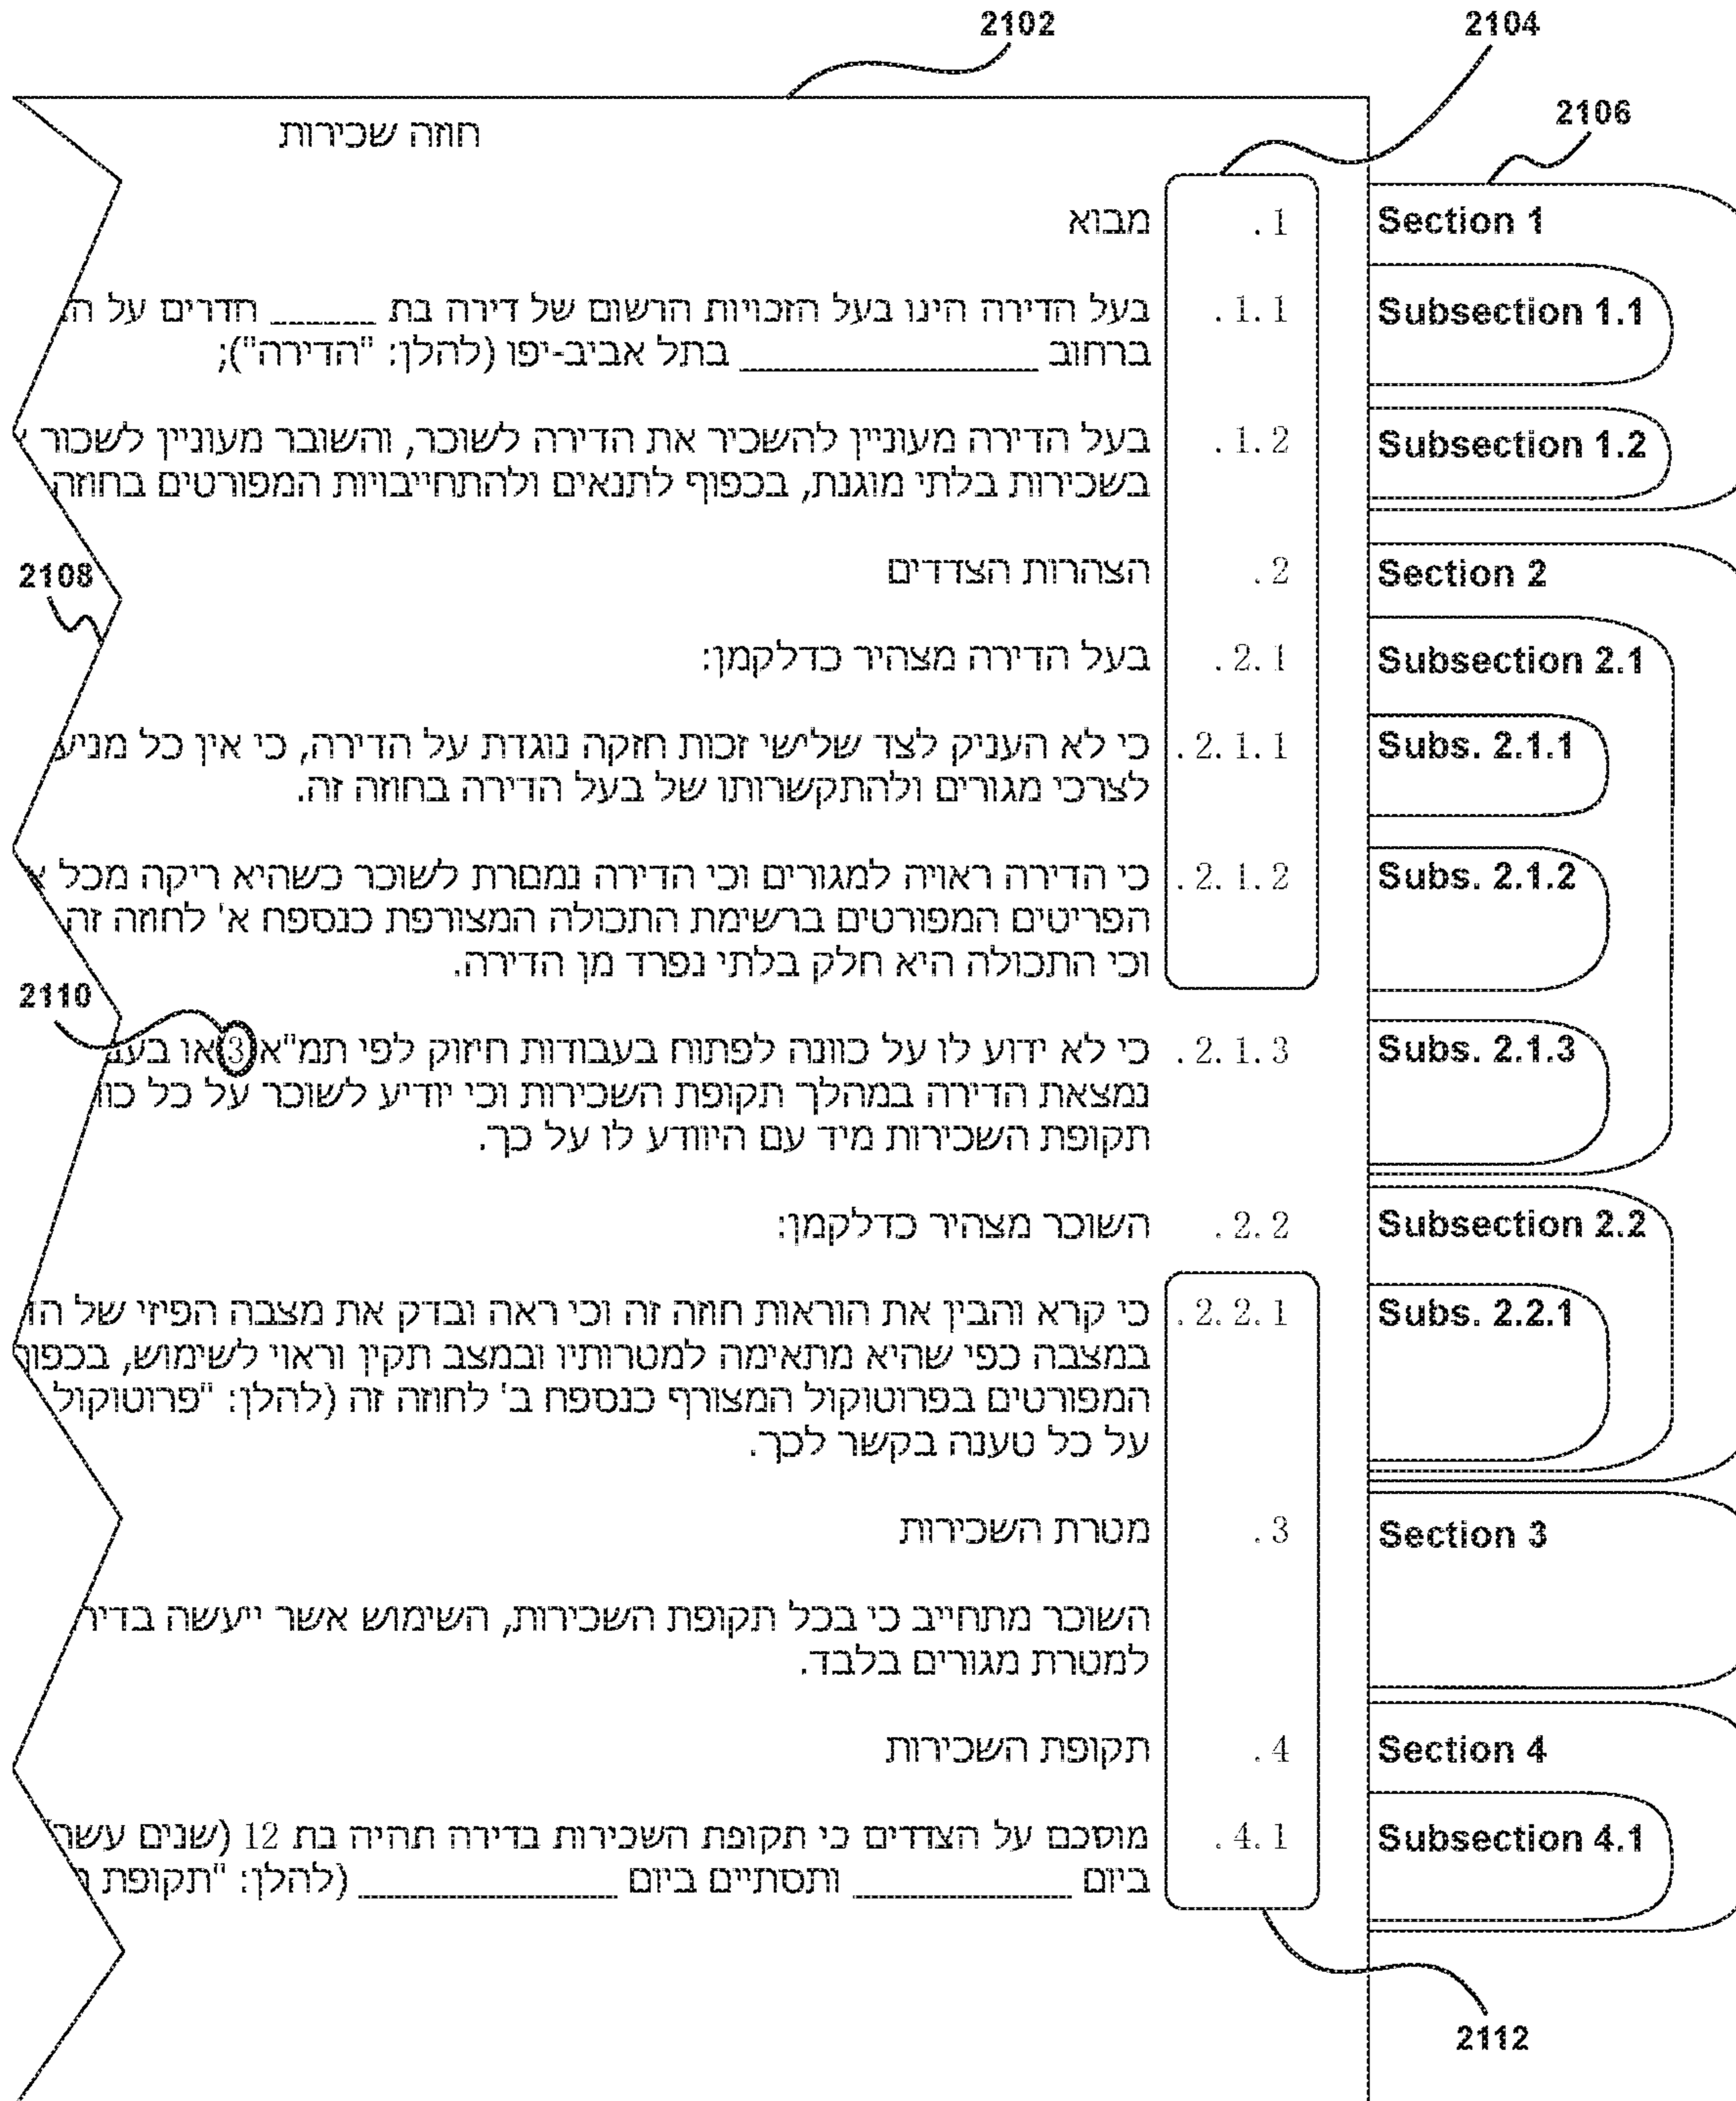 2102
2104
2106
חוזה שכירות
.1 מבוא
Section 1
.1.1 בעל הדירה הינו בעל הזכויות הרשום של דירה בת ______ חדרים על
ברחוב ______________ בתל אביב-יפו (להלן: "הדירה");
Subsection 1.1
.1.2 בעל הדירה מעוניין להשכיר את הדירה לשוכר, והשובר מעוניין לשכור
בשכירות בלתי מוגנת, בכפוף לתנאים ולהתחייבויות המפורטים בחוזה
Subsection 1.2
2108
.2 הצהרות הצדדים
Section 2
.2.1 בעל הדירה מצהיר כדלקמן:
Subsection 2.1
.2.1.1 כי לא העניק לצד שלישי זכות חזקה נוגדת על הדירה, כי אין כל מניע
לצרכי מגורים ולהתקשרותו של בעל הדירה בחוזה זה.
Subs. 2.1.1
.2.1.2 כי הדירה ראויה למגורים וכי הדירה נמסרת לשוכר כשהיא ריקה מכל
הפריטים המפורטים ברשימת התכולה המצורפת כנספח א' לחוזה זה
וכי התכולה היא חלק בלתי נפרד מן הדירה.
Subs. 2.1.2
2110
.2.1.3 כי לא ידוע לו על כוונה לפתוח בעבודות חיזוק לפי תמ"א 3 או בענ
נמצאת הדירה במהלך תקופת השכירות וכי יודיע לשוכר על כל כוו
תקופת השכירות מיד עם היוודע לו על כך.
Subs. 2.1.3
.2.2 השוכר מצהיר כדלקמן:
Subsection 2.2
.2.2.1 כי קרא והבין את הוראות חוזה זה וכי ראה ובדק את מצבה הפיזי של הד
במצבה כפי שהיא מתאימה למטרותיו ובמצב תקין וראוי לשימוש, בכפוף
המפורטים בפרוטוקול המצורף כנספח ב' לחוזה זה (להלן: "פרוטוקול
על כל טענה בקשר לכך.
Subs. 2.2.1
.3 מטרת השכירות
Section 3
השוכר מתחייב כי בכל תקופת השכירות, השימוש אשר ייעשה בדיר
למטרת מגורים בלבד.
.4 תקופת השכירות
Section 4
.4.1 מוסכם על הצדדים כי תקופת השכירות בדירה תהיה בת 12 (שנים עשר
ביום ____________ ותסתיים ביום ______________ (להלן: "תקופת
Subsection 4.1
2112